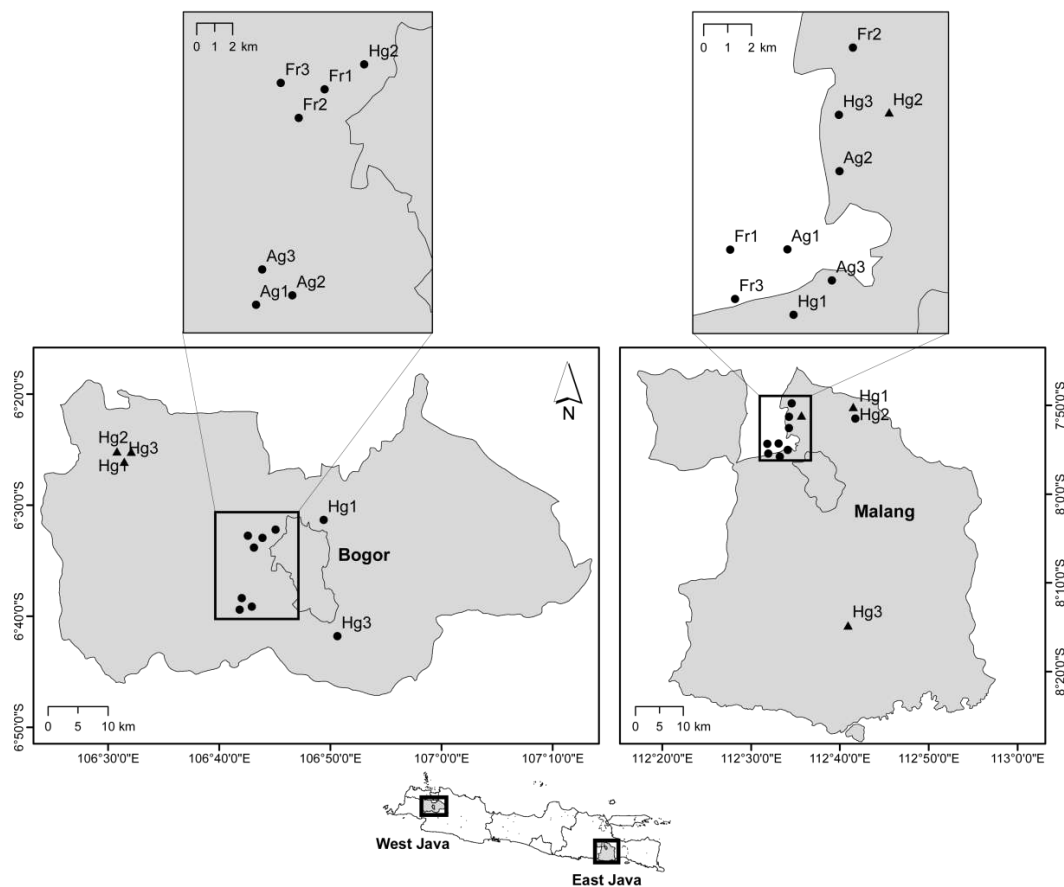 0 1 2 km
Hg2
Fr3
Fr1
Fr2
Ag3
Ag2
Ag1
0 1 2 km
Fr2
Hg3
Hg2
Ag2
Fr1
Ag1
Ag3
Fr3
Hg1
6°20'0"S
6°30'0"S
6°40'0"S
6°50'0"S
Hg2
Hg3
Hg1
Hg1
Bogor
Hg3
N
0 5 10 km
106°30'0"E 106°40'0"E 106°50'0"E 107°0'0"E 107°10'0"E
Hg1
Hg2
Malang
Hg3
0 5 10 km
7°50'0"S
8°0'0"S
8°10'0"S
8°20'0"S
112°20'0"E 112°30'0"E 112°40'0"E 112°50'0"E 113°0'0"E
West Java
East Java